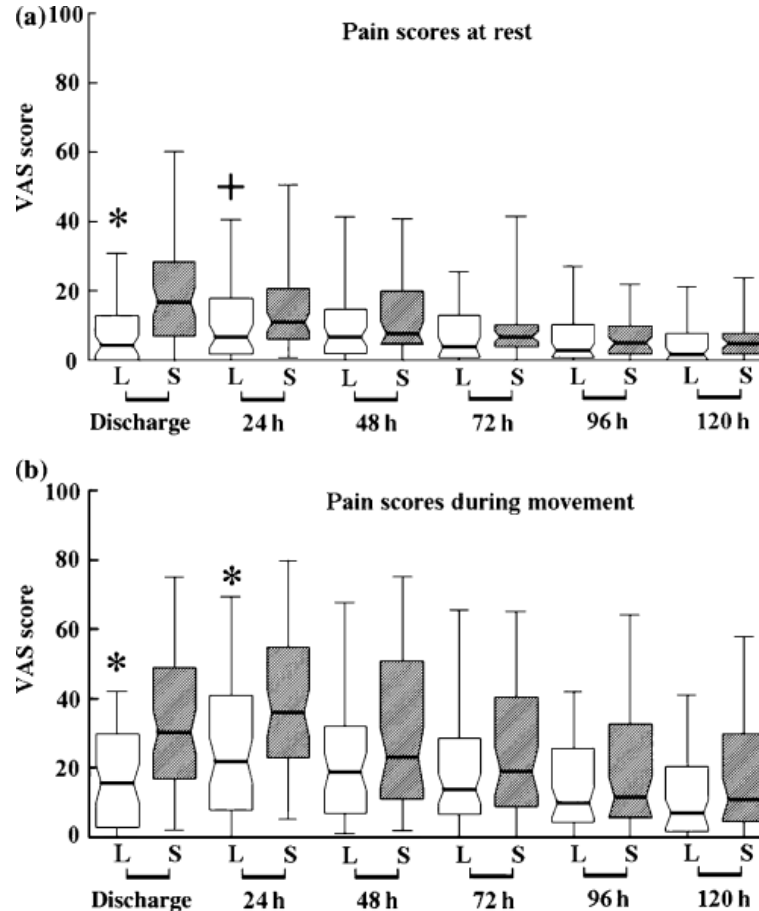 (a)
Pain scores at rest
VAS score
100
80
60
40
20
0
*
+
L S L S L S L S L S L S
Discharge 24 h 48 h 72 h 96 h 120 h
(b)
Pain scores during movement
VAS score
100
80
60
40
20
0
*
*
L S L S L S L S L S L S
Discharge 24 h 48 h 72 h 96 h 120 h